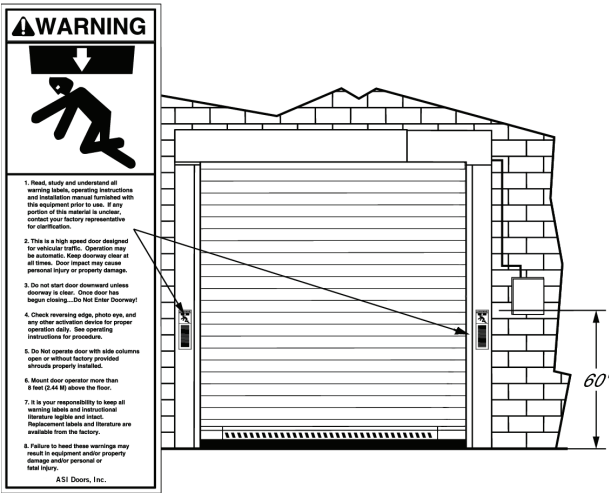 WARNING
1. Read, study and understand all
warning labels, operating instructions
and installation manual furnished with
this equipment prior to use. If any
portion of this material is unclear,
contact your factory representative
for clarification.
2. This is a high speed door designed
for vehicular traffic. Operation may
be automatic. Keep doorway clear at
all times. Door impact may cause
personal injury or property damage.
3. Do not start door downward unless
doorway is clear. Once door has
begun closing....Do Not Enter Doorway!
4. Check reversing edge, photo eye, and
any other activation device for proper
operation daily. See operating
instructions for procedure.
5. Do Not operate door with side columns
open or without factory provided
shrouds properly installed.
6. Mount door operator more than
8 feet (2.44 M) above the floor.
7. It is your responsibility to keep all
warning labels and instructional
literature legible and intact.
Replacement labels and literature are
available from the factory.
8. Failure to heed these warnings may
result in equipment and/or property
damage and/or personal or
fatal injury.
ASI Doors, Inc.
60"